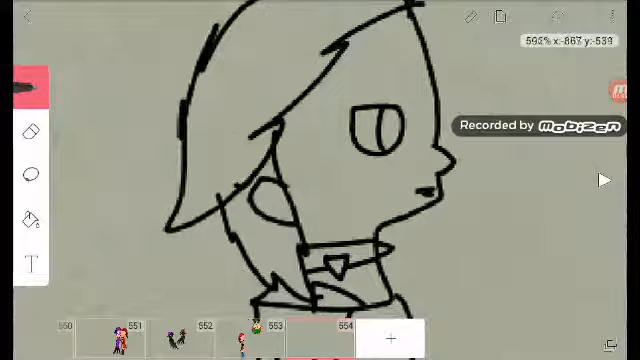 592% x:-867 y:-539
Recorded by mobizen
T
550 551 552 553 554
+